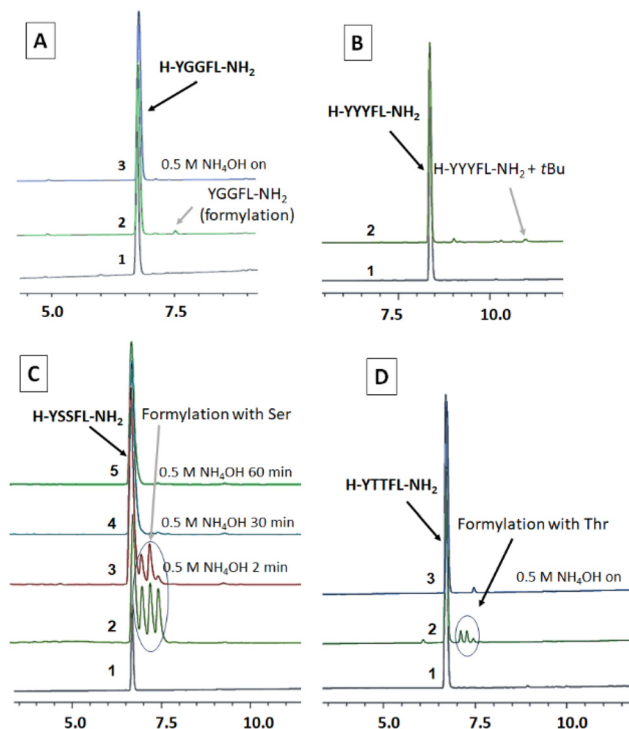 A
H-YGGFL-NH₂
3 0.5 M NH₄OH on
YGGFL-NH₂
(formylation)
2
1
5.0 7.5
B
H-YYYFL-NH₂
H-YYYFL-NH₂ + tBu
2
1
7.5 10.0
C
Formylation with Ser
H-YSSFL-NH₂
5 0.5 M NH₄OH 60 min
4 0.5 M NH₄OH 30 min
3 0.5 M NH₄OH 2 min
2
1
5.0 7.5 10.0
D
H-YTTFL-NH₂
Formylation with Thr
3 0.5 M NH₄OH on
2
1
5.0 7.5 10.0